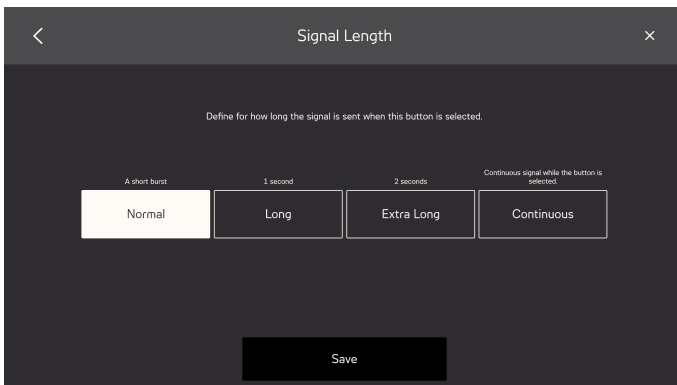 Signal Length
Define for how long the signal is sent when this button is selected.
A short burst
1 second
2 seconds
Continuous signal while the button is
selected.
Normal
Long
Extra Long
Continuous
Save